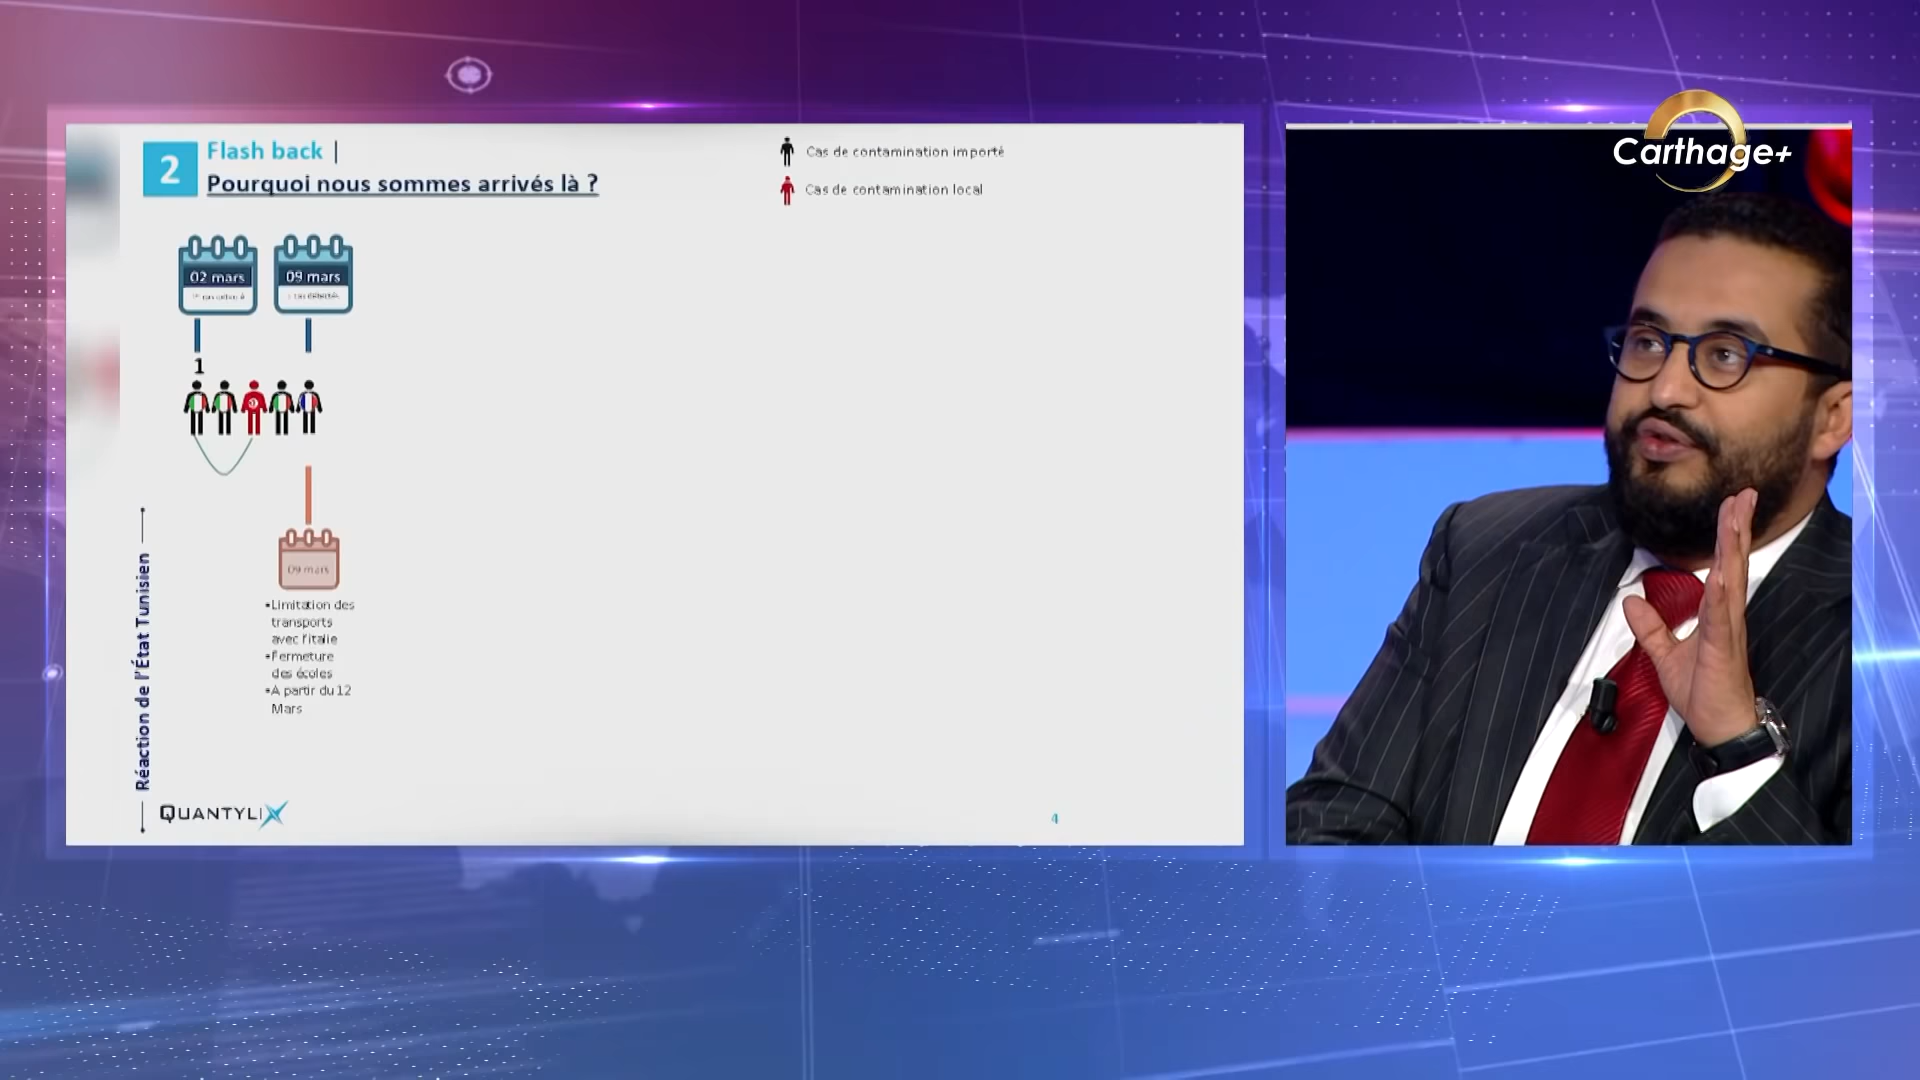 Carthage+
2
Flash back |
Pourquoi nous sommes arrivés là ?
Cas de contamination importé
Cas de contamination local
02 mars
09 mars
1
09 mars
•Limitation des
transports
avec l'italie
•Fermeture
des écoles
•A partir du 12
Mars
Réaction de l'État Tunisien
QUANTYLIX
4